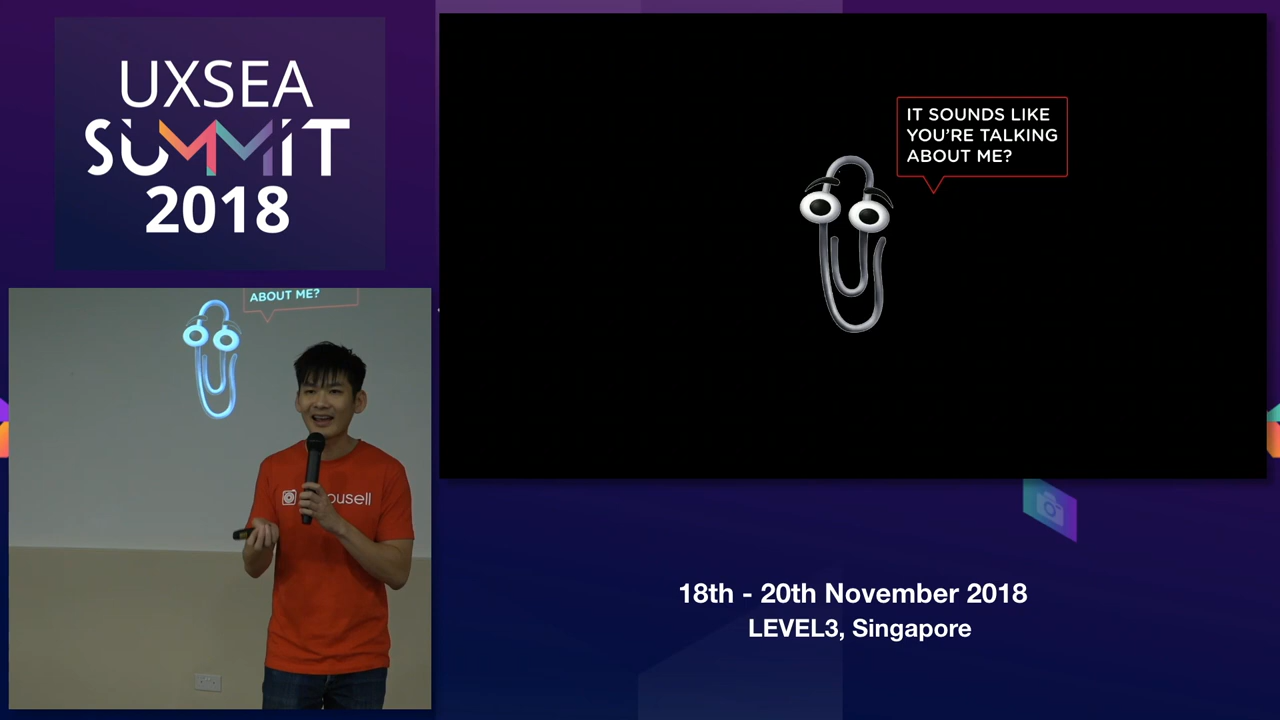 UXSEA
SUMMIT
2018
IT SOUNDS LIKE
YOU'RE TALKING
ABOUT ME?
ABOUT ME?
ousell
18th - 20th November 2018
LEVEL3, Singapore